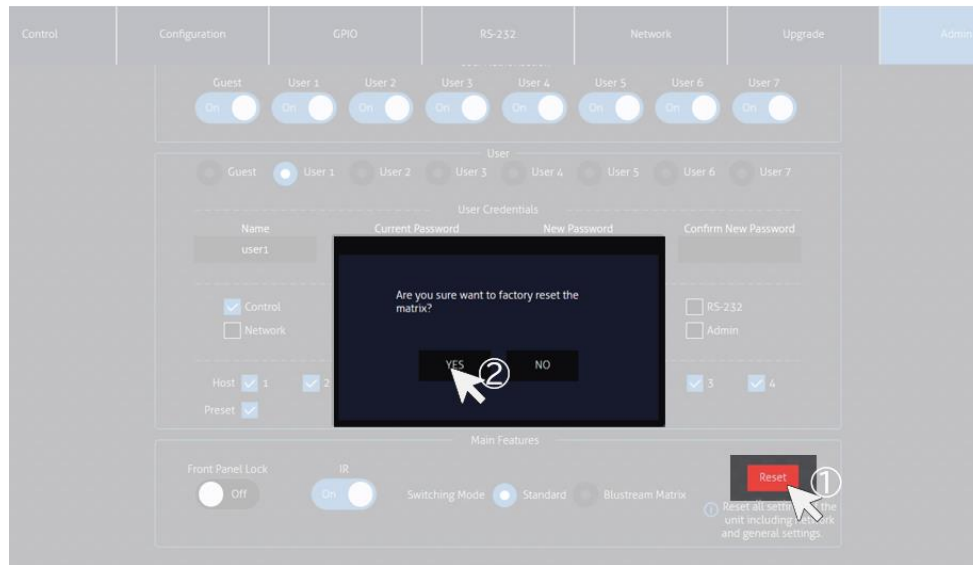 Control Configuration GPIO RS-232 Network Upgrade Admin
Guest User 1 User 2 User 3 User 4 User 5 User 6 User 7
On On On On On On On On
User
Guest User 1 User 2 User 3 User 4 User 5 User 6 User 7
User Credentials
Name Current Password New Password Confirm New Password
user1
Are you sure want to factory reset the
matrix?
Control RS-232
Network Admin
YES ② NO
Host 1 2 3 4
Preset
Main Features
Front Panel Lock IR
Off On Switching Mode Standard Blustream Matrix
Reset ①
Reset all settings of the
unit including network
and general settings.